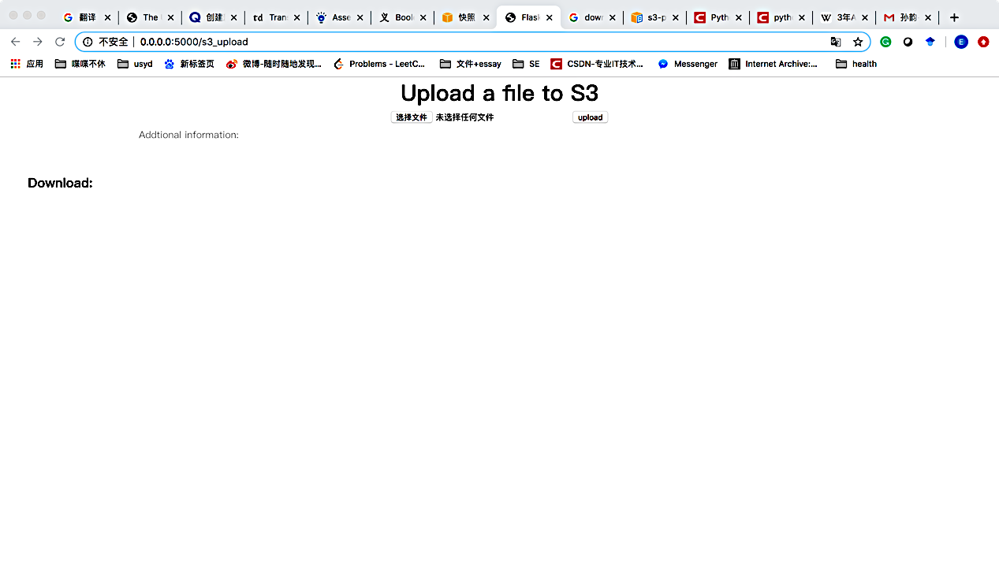 翻译 The Q 创建 td Tran Asse 义 Book 快照 Flask dowr s3-p Pyth pyth W 3年A 孙韵
不安全 0.0.0.0:5000/s3_upload
应用 喋喋不休 usyd 新标签页 微博-随时随地发现... Problems - LeetC... 文件+essay SE CSDN-专业IT技术... Messenger Internet Archive:... health
Upload a file to S3
选择文件 未选择任何文件 upload
Addtional information:
Download: